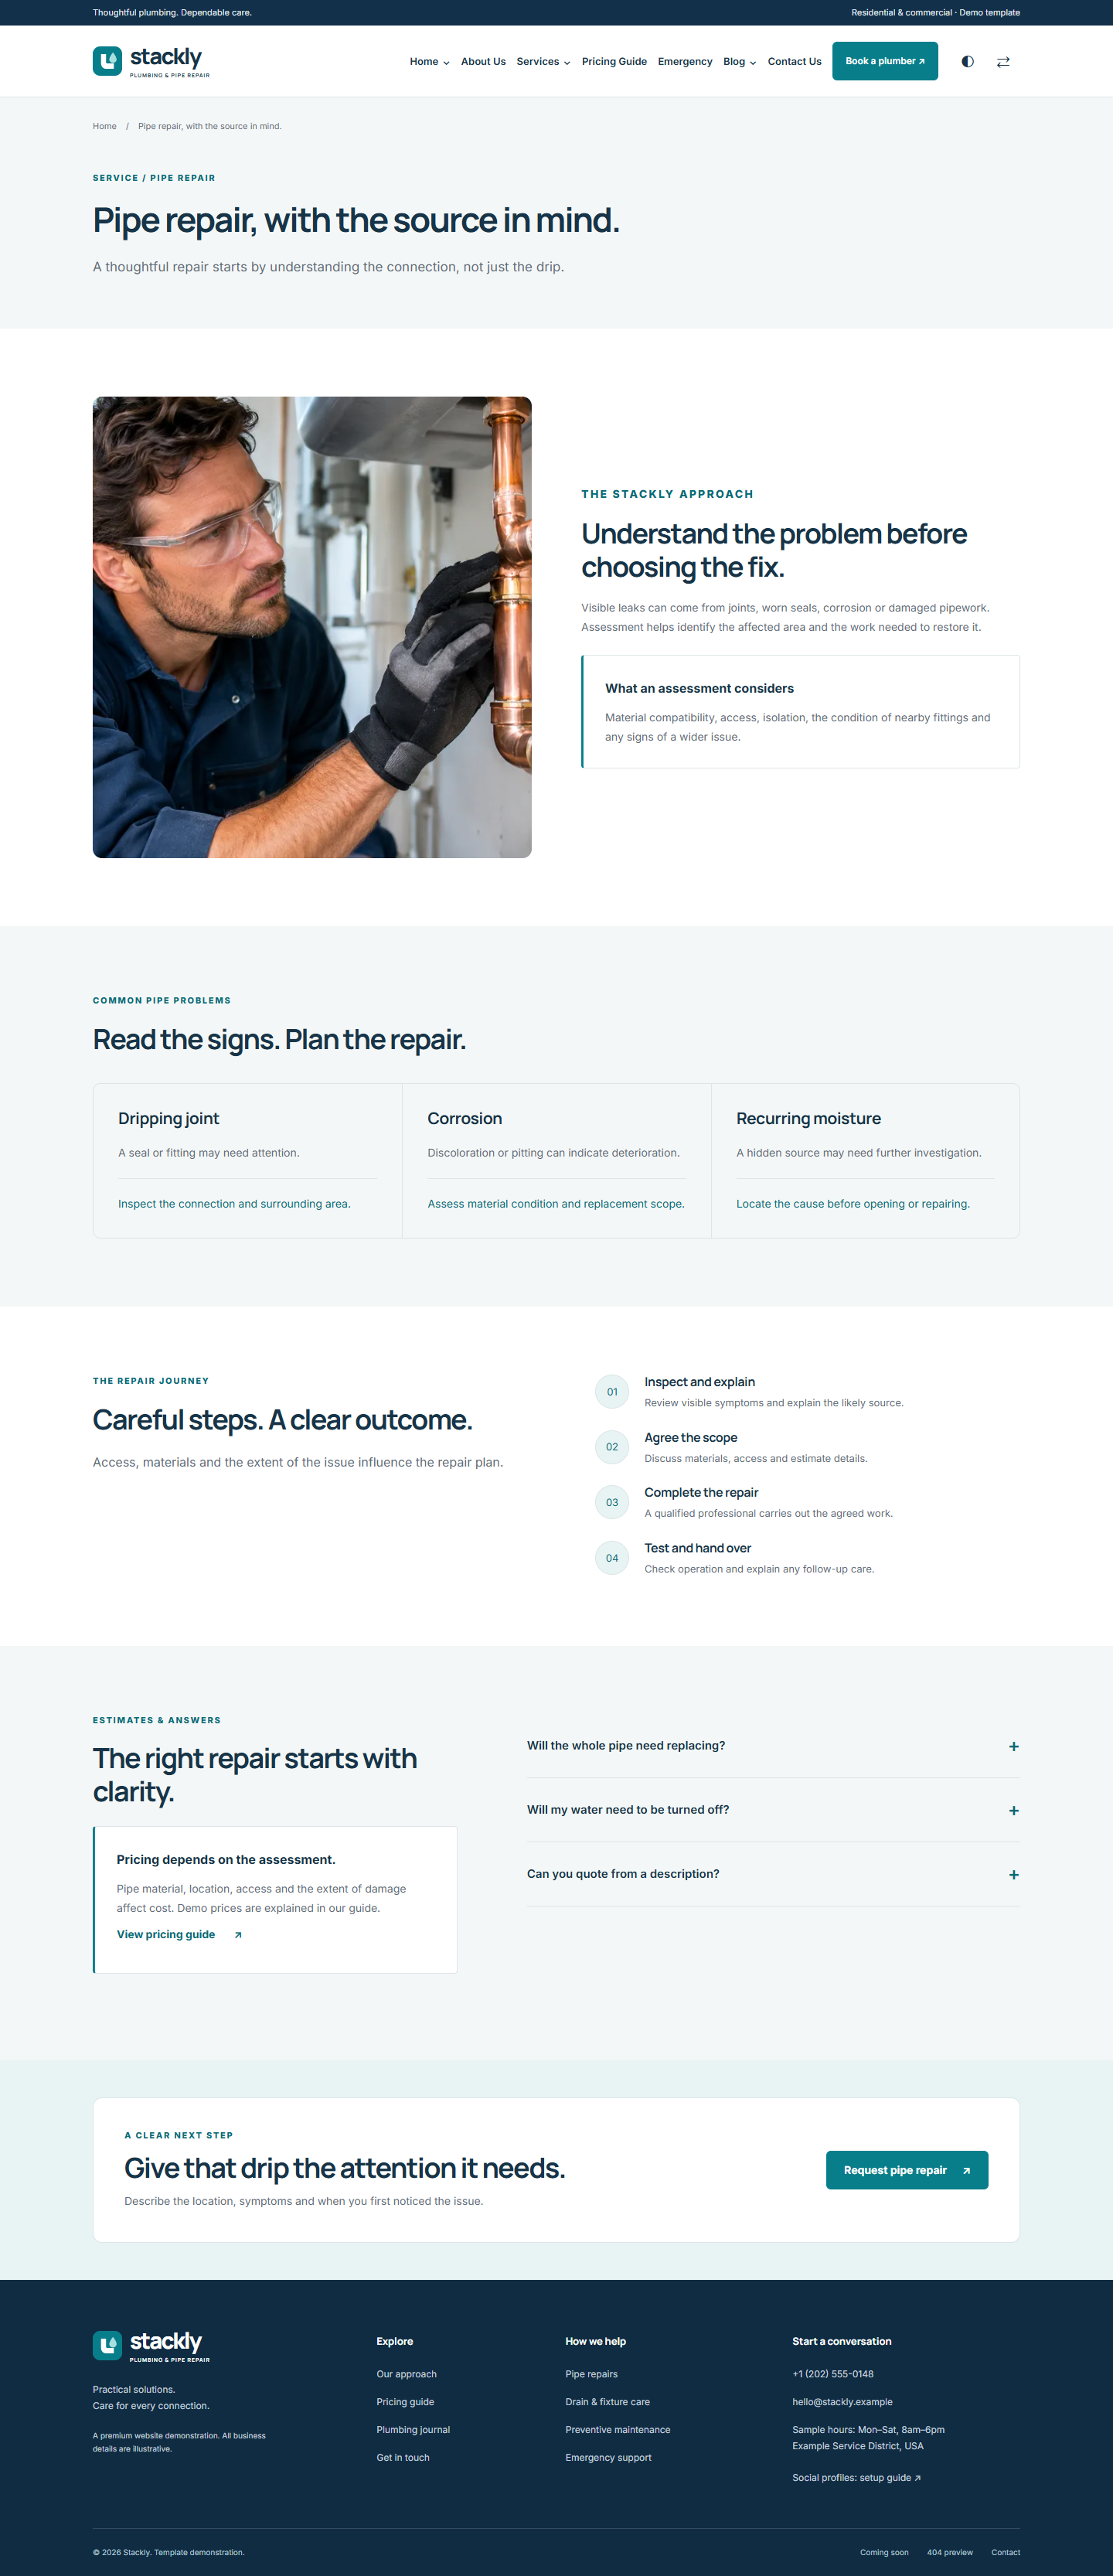 Thoughtful plumbing. Dependable care.
Residential & commercial · Demo template
stackly
PLUMBING & PIPE REPAIR
Home
About Us
Services
Pricing Guide
Emergency
Blog
Contact Us
Book a plumber ↗
Home / Pipe repair, with the source in mind.
SERVICE / PIPE REPAIR
Pipe repair, with the source in mind.
A thoughtful repair starts by understanding the connection, not just the drip.
THE STACKLY APPROACH
Understand the problem before
choosing the fix.
Visible leaks can come from joints, worn seals, corrosion or damaged pipework.
Assessment helps identify the affected area and the work needed to restore it.
What an assessment considers
Material compatibility, access, isolation, the condition of nearby fittings and
any signs of a wider issue.
COMMON PIPE PROBLEMS
Read the signs. Plan the repair.
Dripping joint
A seal or fitting may need attention.
Inspect the connection and surrounding area.
Corrosion
Discoloration or pitting can indicate deterioration.
Assess material condition and replacement scope.
Recurring moisture
A hidden source may need further investigation.
Locate the cause before opening or repairing.
THE REPAIR JOURNEY
Careful steps. A clear outcome.
Access, materials and the extent of the issue influence the repair plan.
01
Inspect and explain
Review visible symptoms and explain the likely source.
02
Agree the scope
Discuss materials, access and estimate details.
03
Complete the repair
A qualified professional carries out the agreed work.
04
Test and hand over
Check operation and explain any follow-up care.
ESTIMATES & ANSWERS
The right repair starts with
clarity.
Pricing depends on the assessment.
Pipe material, location, access and the extent of damage
affect cost. Demo prices are explained in our guide.
View pricing guide ↗
Will the whole pipe need replacing? +
Will my water need to be turned off? +
Can you quote from a description? +
A CLEAR NEXT STEP
Give that drip the attention it needs.
Describe the location, symptoms and when you first noticed the issue.
Request pipe repair ↗
stackly
PLUMBING & PIPE REPAIR
Practical solutions.
Care for every connection.
A premium website demonstration. All business
details are illustrative.
Explore
Our approach
Pricing guide
Plumbing journal
Get in touch
How we help
Pipe repairs
Drain & fixture care
Preventive maintenance
Emergency support
Start a conversation
+1 (202) 555-0148
hello@stackly.example
Sample hours: Mon–Sat, 8am–6pm
Example Service District, USA
Social profiles: setup guide ↗
© 2026 Stackly. Template demonstration.
Coming soon
404 preview
Contact